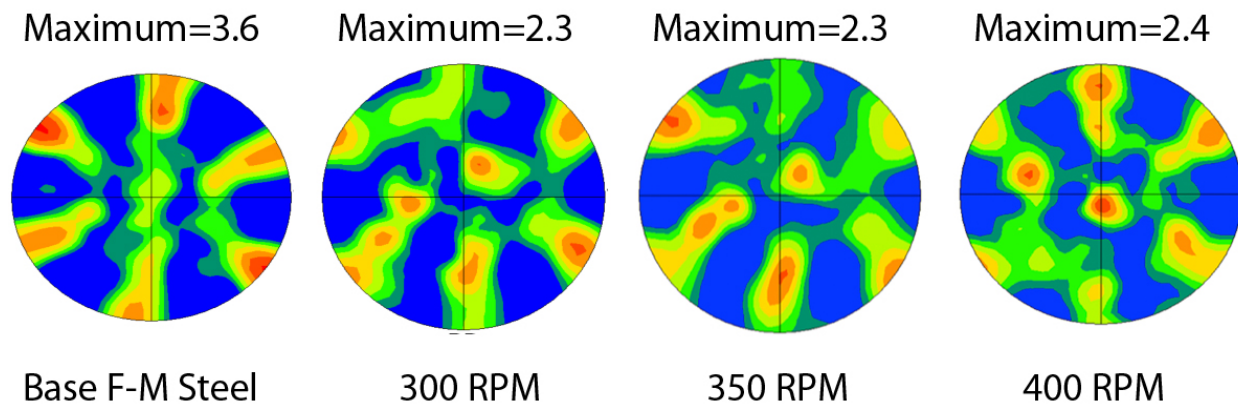 Maximum=3.6
Maximum=2.3
Maximum=2.3
Maximum=2.4
Base F-M Steel
300 RPM
350 RPM
400 RPM